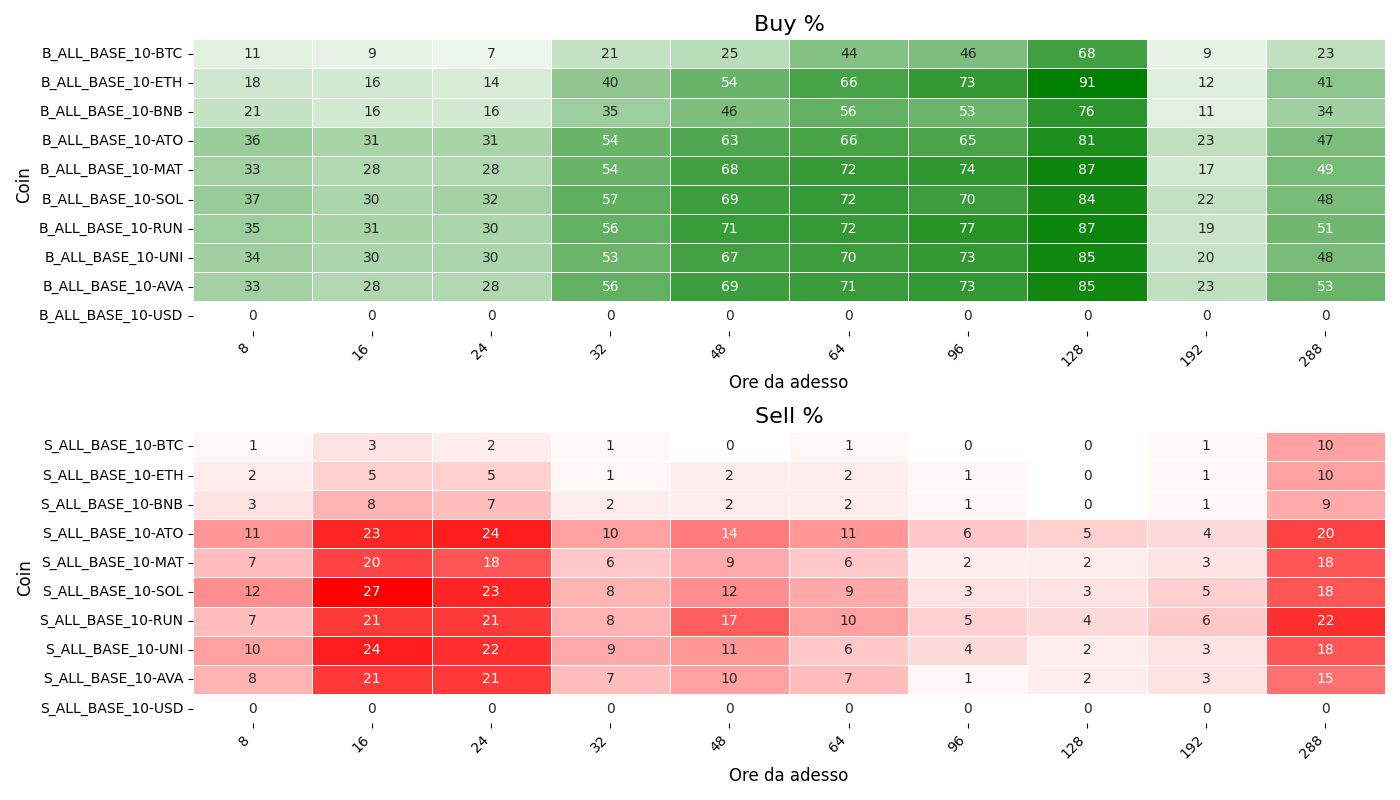 Buy %
B_ALL_BASE_10-BTC 11 9 7 21 25 44 46 68 9 23
B_ALL_BASE_10-ETH 18 16 14 40 54 66 73 91 12 41
B_ALL_BASE_10-BNB 21 16 16 35 46 56 53 76 11 34
B_ALL_BASE_10-ATO 36 31 31 54 63 66 65 81 23 47
B_ALL_BASE_10-MAT 33 28 28 54 68 72 74 87 17 49
B_ALL_BASE_10-SOL 37 30 32 57 69 72 70 84 22 48
B_ALL_BASE_10-RUN 35 31 30 56 71 72 77 87 19 51
B_ALL_BASE_10-UNI 34 30 30 53 67 70 73 85 20 48
B_ALL_BASE_10-AVA 33 28 28 56 69 71 73 85 23 53
B_ALL_BASE_10-USD 0 0 0 0 0 0 0 0 0 0
Coin
8 16 24 32 48 64 96 128 192 288
Ore da adesso
Sell %
S_ALL_BASE_10-BTC 1 3 2 1 0 1 0 0 1 10
S_ALL_BASE_10-ETH 2 5 5 1 2 2 1 0 1 10
S_ALL_BASE_10-BNB 3 8 7 2 2 2 1 0 1 9
S_ALL_BASE_10-ATO 11 23 24 10 14 11 6 5 4 20
S_ALL_BASE_10-MAT 7 20 18 6 9 6 2 2 3 18
S_ALL_BASE_10-SOL 12 27 23 8 12 9 3 3 5 18
S_ALL_BASE_10-RUN 7 21 21 8 17 10 5 4 6 22
S_ALL_BASE_10-UNI 10 24 22 9 11 6 4 2 3 18
S_ALL_BASE_10-AVA 8 21 21 7 10 7 1 2 3 15
S_ALL_BASE_10-USD 0 0 0 0 0 0 0 0 0 0
Coin
8 16 24 32 48 64 96 128 192 288
Ore da adesso